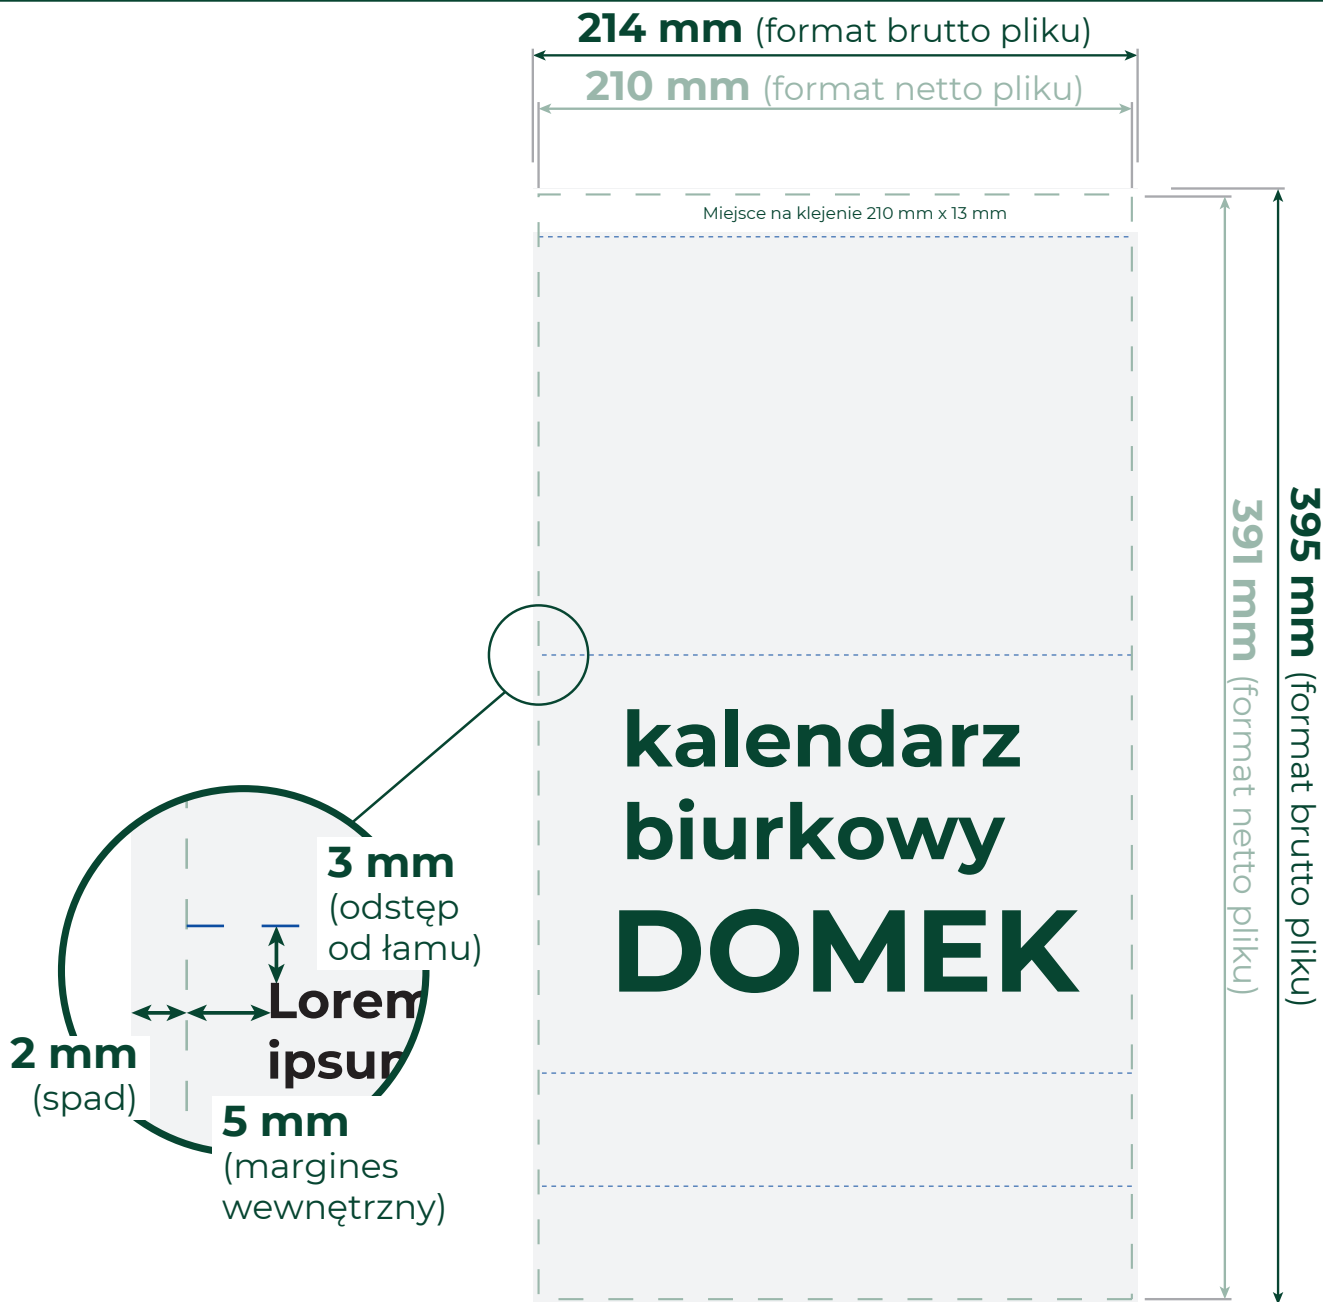 214 mm (format brutto pliku)
210 mm (format netto pliku)
Miejsce na klejenie 210 mm x 13 mm
395 mm (format brutto pliku)
391 mm (format netto pliku)
kalendarz
biurkowy
DOMEK
3 mm
(odstęp
od łamu)
Lorem
ipsum
2 mm
(spad)
5 mm
(margines
wewnętrzny)